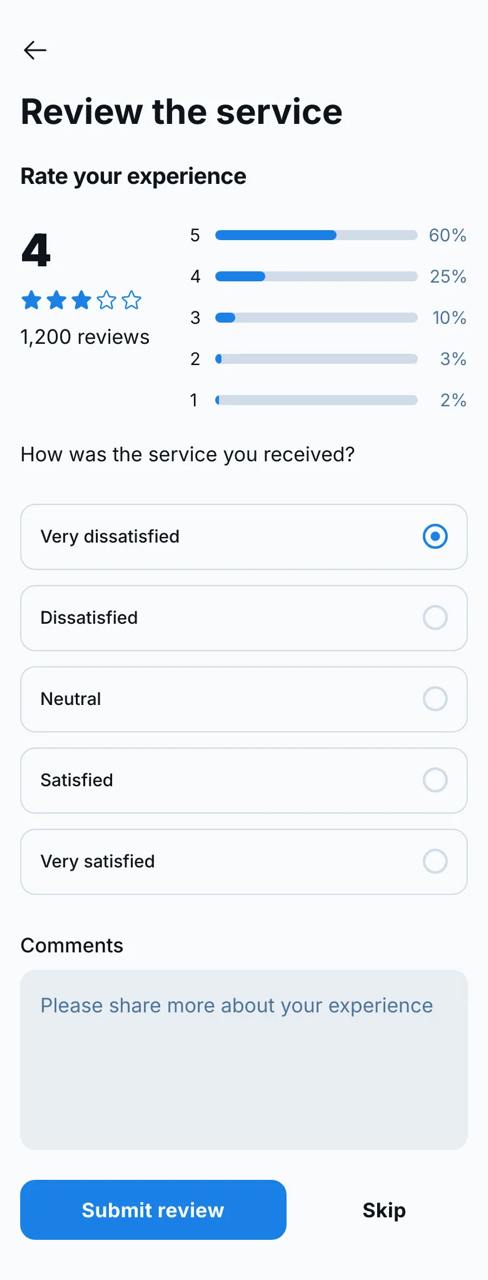 Review the service
Rate your experience
4
1,200 reviews
5 60%
4 25%
3 10%
2 3%
1 2%
How was the service you received?
Very dissatisfied
Dissatisfied
Neutral
Satisfied
Very satisfied
Comments
Please share more about your experience
Submit review
Skip